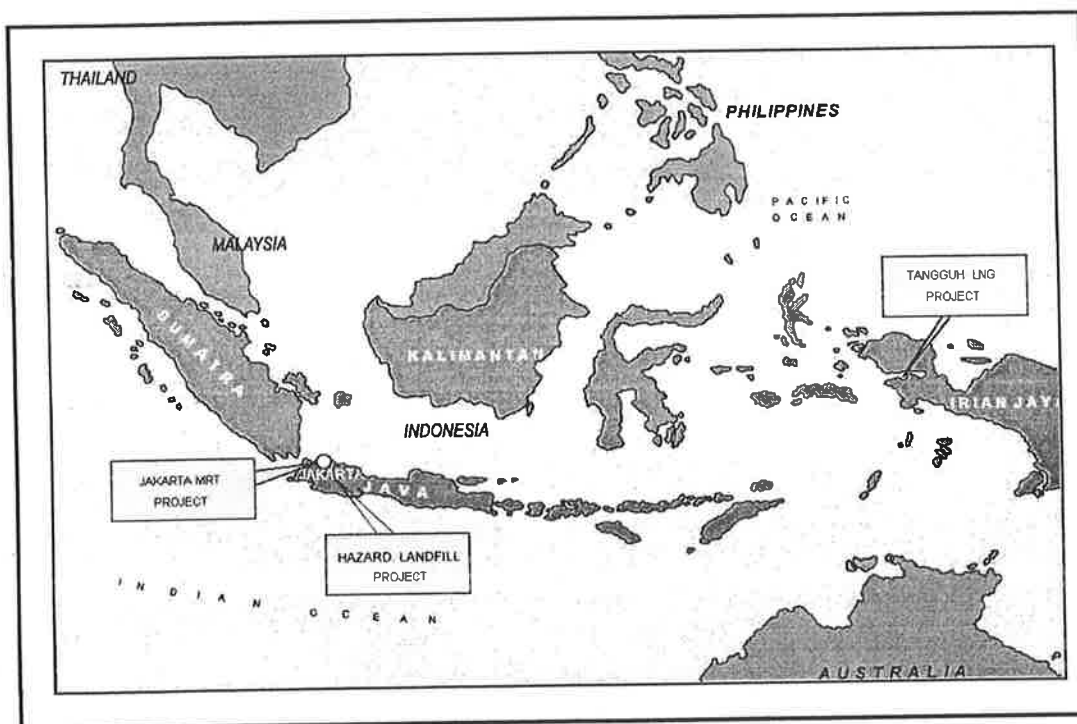 THAILAND
PHILIPPINES
PACIFIC
OCEAN
MALAYSIA
TANGGUH LNG
PROJECT
SUMATRA
KALIMANTAN
IRIAN JAYA
INDONESIA
JAKARTA MRT
PROJECT
JAKARTA
JAVA
HAZARD. LANDFILL
PROJECT
INDIAN OCEAN
AUSTRALIA